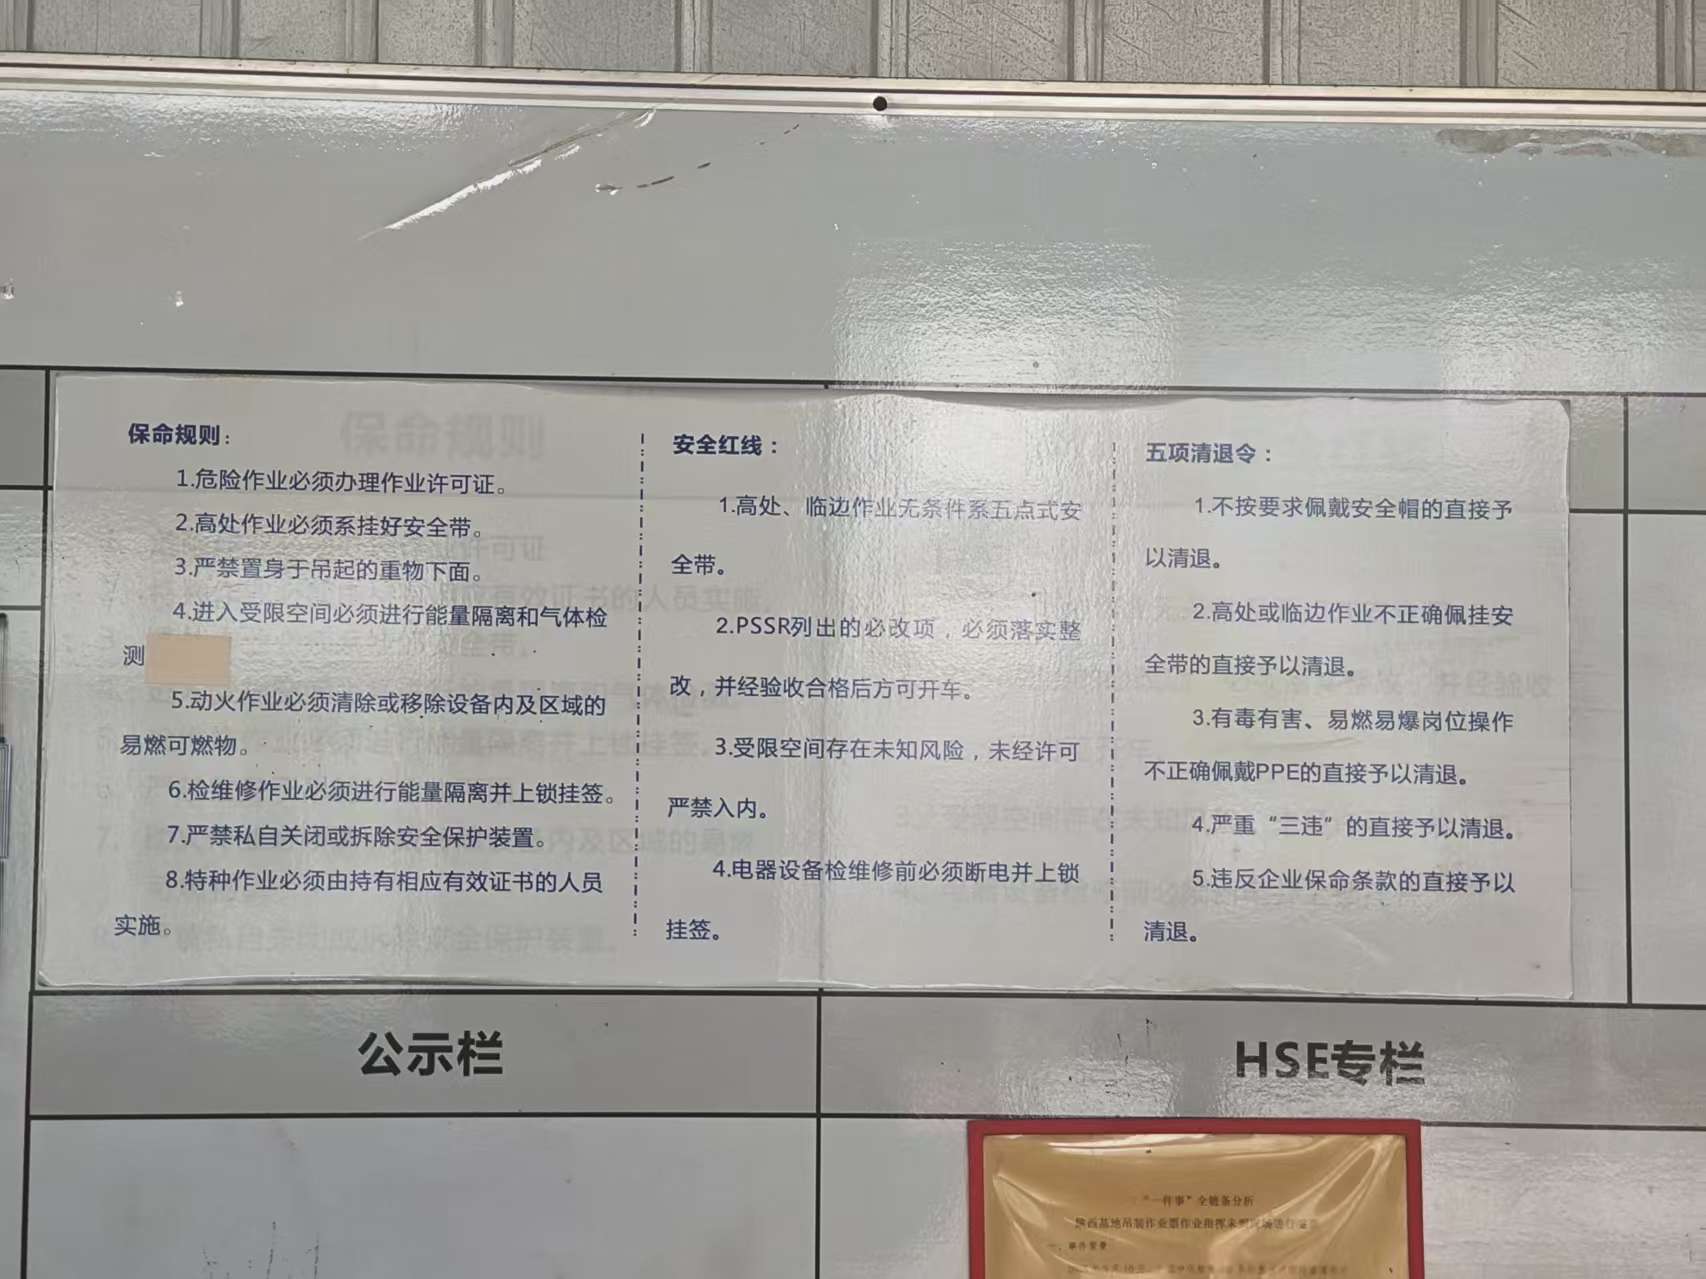 保命规则：
1.危险作业必须办理作业许可证。
2.高处作业必须系挂好安全带。
3.严禁置身于吊起的重物下面。
4.进入受限空间必须进行能量隔离和气体检
测
5.动火作业必须清除或移除设备内及区域的
易燃可燃物。
6.检维修作业必须进行能量隔离并上锁挂签。
7.严禁私自关闭或拆除安全保护装置。
8.特种作业必须由持有相应有效证书的人员
实施。
安全红线：
1.高处、临边作业无条件系五点式安
全带。
2.PSSR列出的必改项，必须落实整
改，并经验收合格后方可开车。
3.受限空间存在未知风险，未经许可
严禁入内。
4.电器设备检维修前必须断电并上锁
挂签。
五项清退令：
1.不按要求佩戴安全帽的直接予
以清退。
2.高处或临边作业不正确佩挂安
全带的直接予以清退。
3.有毒有害、易燃易爆岗位操作
不正确佩戴PPE的直接予以清退。
4.严重“三违”的直接予以清退。
5.违反企业保命条款的直接予以
清退。
公示栏
HSE专栏
“一件事”全链条分析